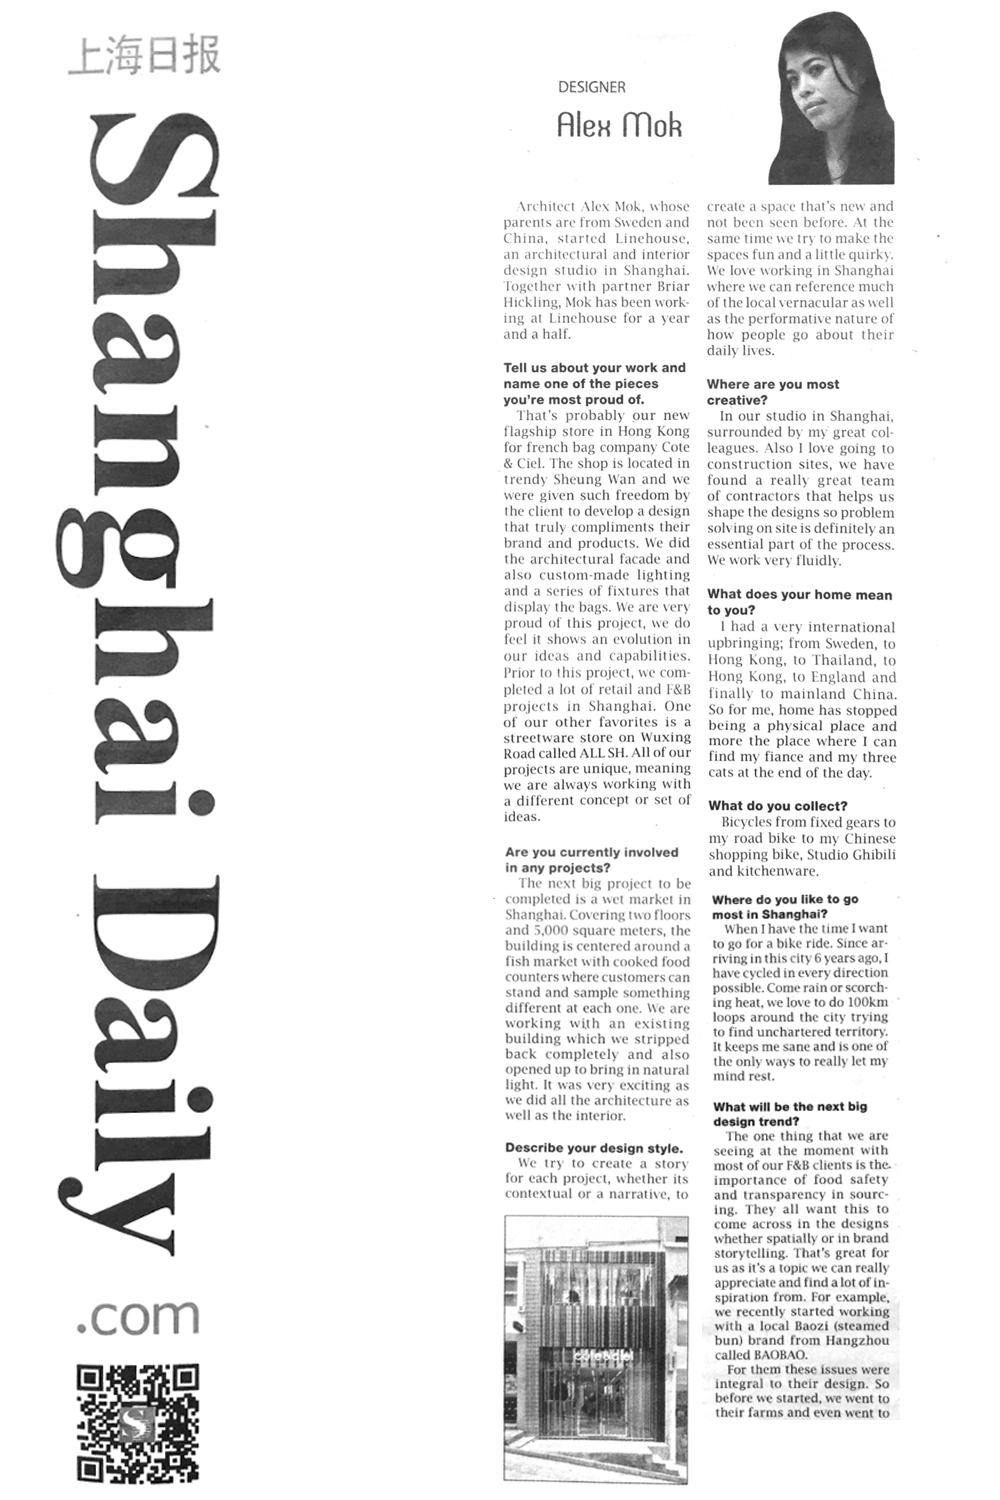 上海日报
Shanghai Daily
.com
DESIGNER
Alex Mok
Architect Alex Mok, whose
parents are from Sweden and
China, started Linehouse,
an architectural and interior
design studio in Shanghai.
Together with partner Briar
Hickling, Mok has been work-
ing at Linehouse for a year
and a half.
Tell us about your work and
name one of the pieces
you're most proud of.
That's probably our new
flagship store in Hong Kong
for french bag company Cote
& Ciel. The shop is located in
trendy Sheung Wan and we
were given such freedom by
the client to develop a design
that truly compliments their
brand and products. We did
the architectural facade and
also custom-made lighting
and a series of fixtures that
display the bags. We are very
proud of this project, we do
feel it shows an evolution in
our ideas and capabilities.
Prior to this project, we com-
pleted a lot of retail and F&B
projects in Shanghai. One
of our other favorites is a
streetware store on Wuxing
Road called ALL SH. All of our
projects are unique, meaning
we are always working with
a different concept or set of
ideas.
Are you currently involved
in any projects?
The next big project to be
completed is a wet market in
Shanghai. Covering two floors
and 5,000 square meters, the
building is centered around a
fish market with cooked food
counters where customers can
stand and sample something
different at each one. We are
working with an existing
building which we stripped
back completely and also
opened up to bring in natural
light. It was very exciting as
we did all the architecture as
well as the interior.
Describe your design style.
We try to create a story
for each project, whether its
contextual or a narrative, to
côte&ciel
create a space that's new and
not been seen before. At the
same time we try to make the
spaces fun and a little quirky.
We love working in Shanghai
where we can reference much
of the local vernacular as well
as the performative nature of
how people go about their
daily lives.
Where are you most
creative?
In our studio in Shanghai,
surrounded by my great col-
leagues. Also I love going to
construction sites, we have
found a really great team
of contractors that helps us
shape the designs so problem
solving on site is definitely an
essential part of the process.
We work very fluidly.
What does your home mean
to you?
I had a very international
upbringing; from Sweden, to
Hong Kong, to Thailand, to
Hong Kong, to England and
finally to mainland China.
So for me, home has stopped
being a physical place and
more the place where I can
find my fiance and my three
cats at the end of the day.
What do you collect?
Bicycles from fixed gears to
my road bike to my Chinese
shopping bike, Studio Ghibili
and kitchenware.
Where do you like to go
most in Shanghai?
When I have the time I want
to go for a bike ride. Since ar-
riving in this city 6 years ago, I
have cycled in every direction
possible. Come rain or scorch-
ing heat, we love to do 100km
loops around the city trying
to find unchartered territory.
It keeps me sane and is one of
the only ways to really let my
mind rest.
What will be the next big
design trend?
The one thing that we are
seeing at the moment with
most of our F&B clients is the
importance of food safety
and transparency in sourc-
ing. They all want this to
come across in the designs
whether spatially or in brand
storytelling. That's great for
us as it's a topic we can really
appreciate and find a lot of in-
spiration from. For example,
we recently started working
with a local Baozi (steamed
bun) brand from Hangzhou
called BAOBAO.
For them these issues were
integral to their design. So
before we started, we went to
their farms and even went to